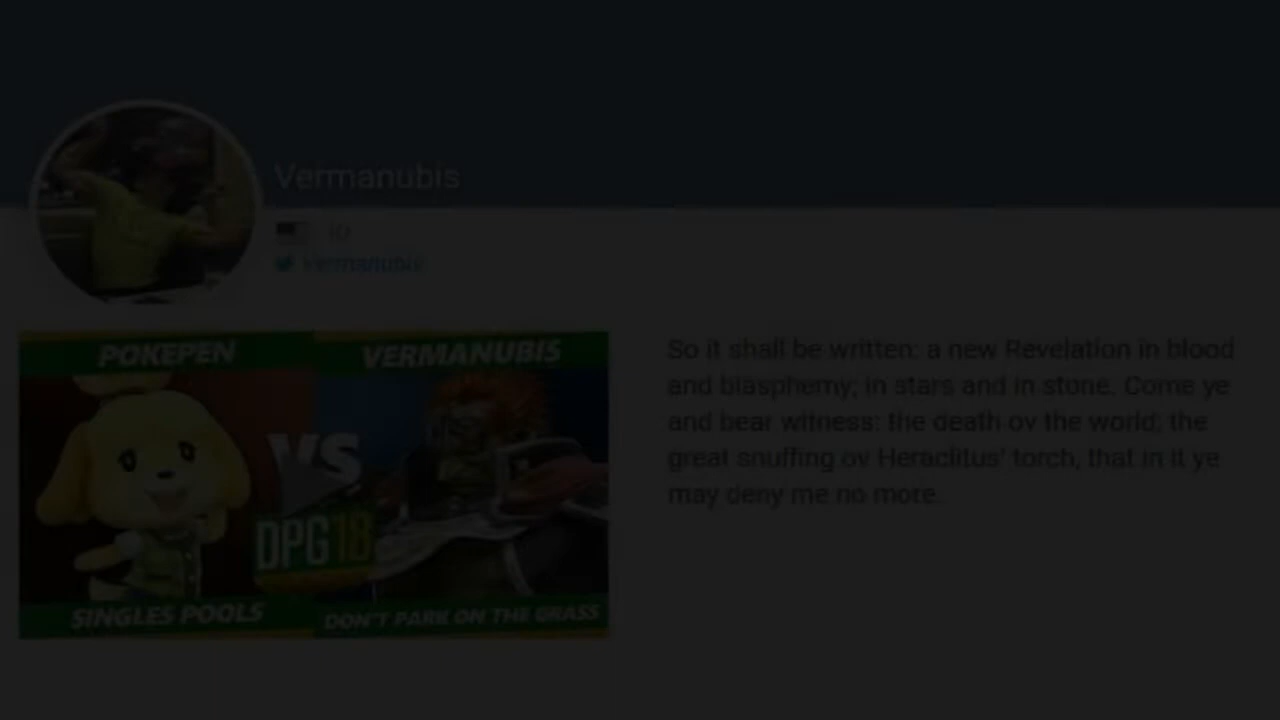 Vermanubis
ID
Vermanubis
POKEPEN
VERMANUBIS
VS
DPG18
SINGLES POOLS
DON'T PARK ON THE GRASS
So it shall be written: a new Revelation in blood
and blasphemy; in stars and in stone. Come ye
and bear witness: the death ov the world; the
great snuffing ov Heraclitus' torch, that in it ye
may deny me no more.